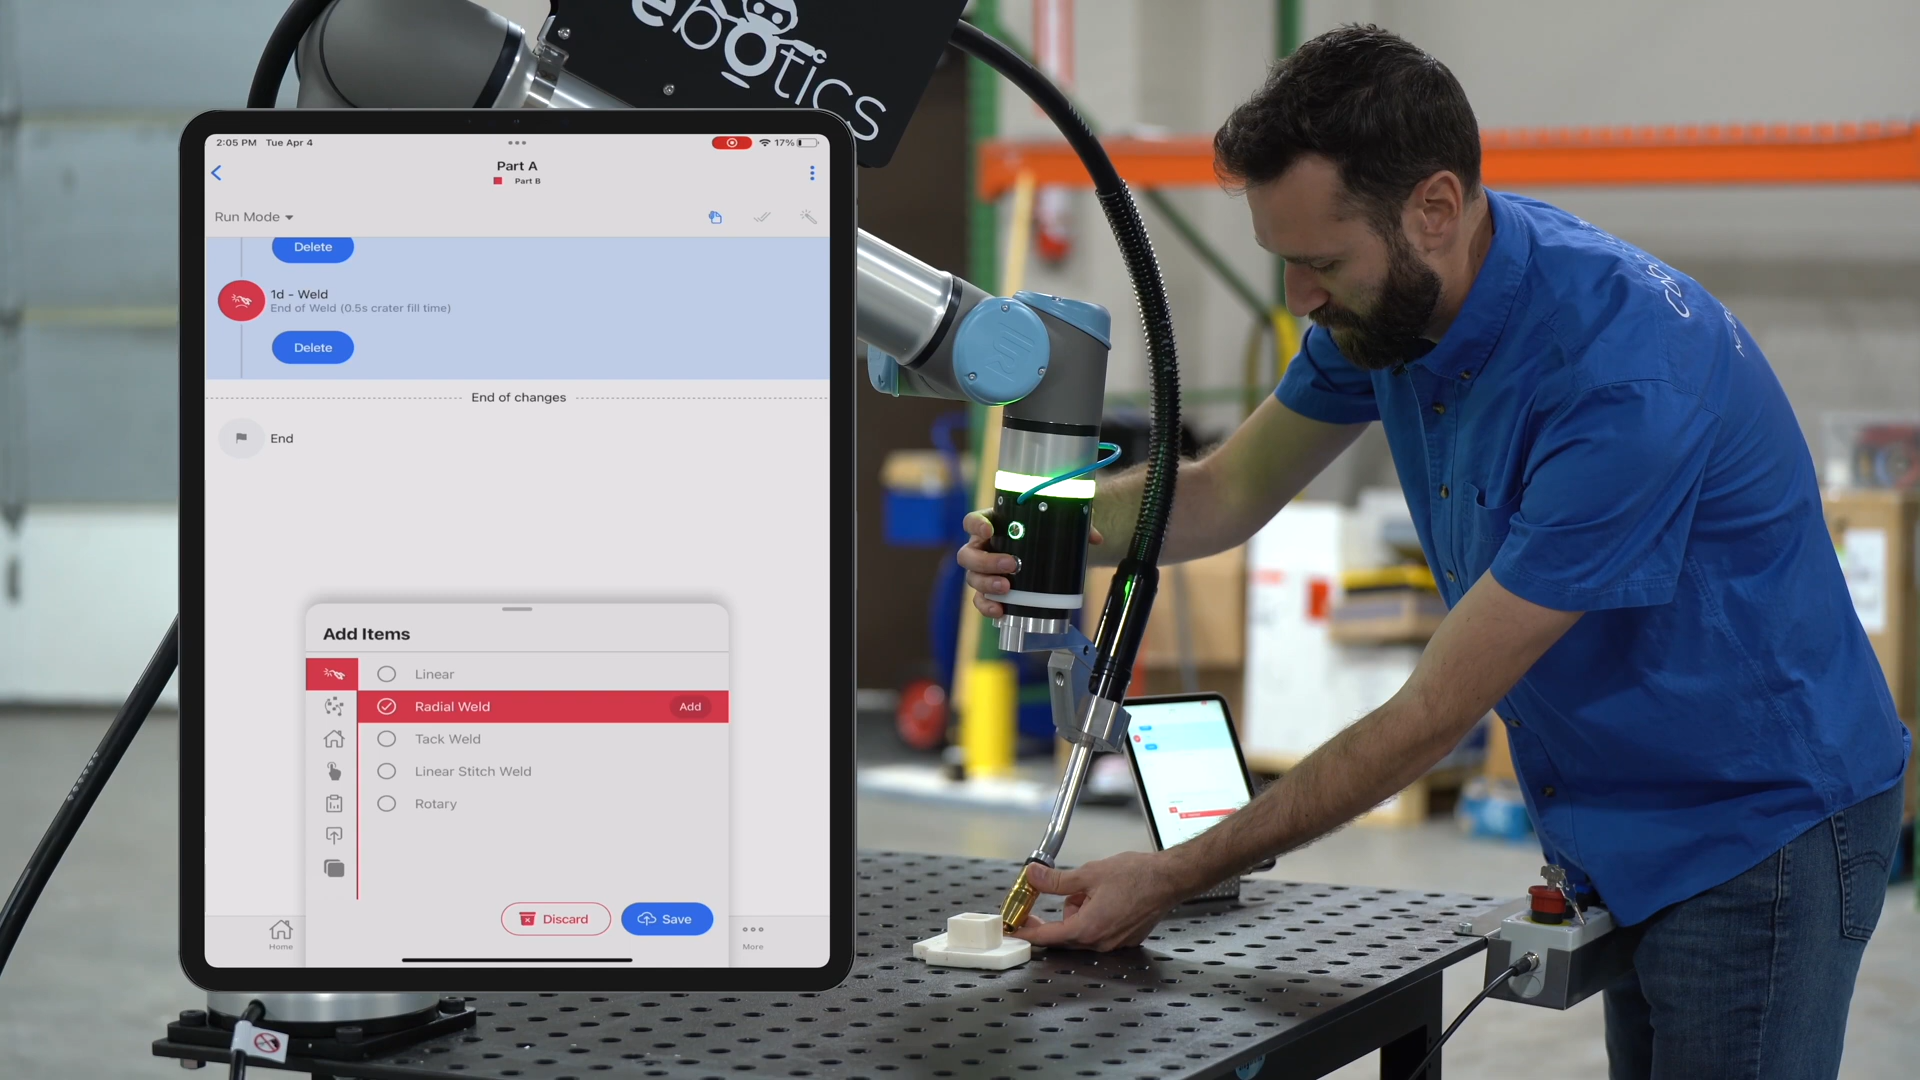 ebotics
2:05 PM Tue Apr 4
17%
Part A
Part B
Run Mode
Delete
1d - Weld
End of Weld (0.5s crater fill time)
Delete
End of changes
End
Add Items
Linear
Radial Weld
Add
Tack Weld
Linear Stitch Weld
Rotary
Discard
Save
Home
More